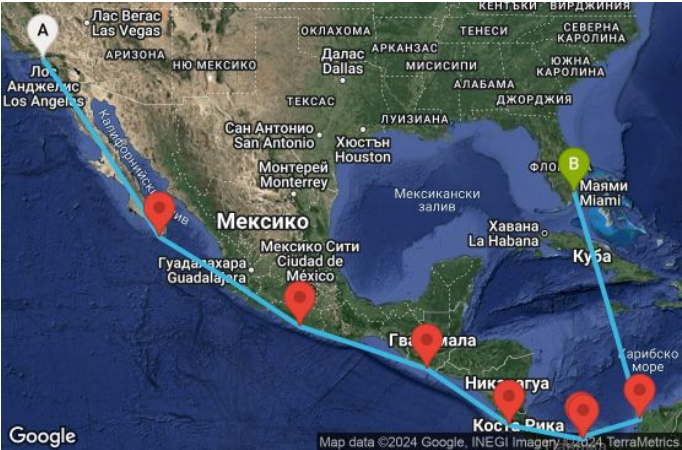 КЕНТЪКИ
ВИРДЖИНИЯ
Лас Вегас
Las Vegas
A
ОКЛАХОМА
ТЕНЕСИ
СЕВЕРНА
КАРОЛИНА
АРИЗОНА
НЮ МЕКСИКО
Далас
Dallas
АРКАНЗАС
МИСИСИПИ
ЮЖНА
КАРОЛИНА
АЛАБАМА
ДЖОРДЖИЯ
Лос
Анджелис
Los Angeles
ТЕКСАС
ЛУИЗИАНА
Сан Антонио
San Antonio
Хюстън
Houston
Монтерей
Monterrey
B
Маями
Miami
Мексикански
залив
Мексико
Хавана
La Habana
Куба
Мексико Сити
Ciudad de
México
Гуадалахара
Guadalajara
Карибско
море
Коста Рика
Google
Map data ©2024 Google, INEGI Imagery ©2024 TerraMetrics